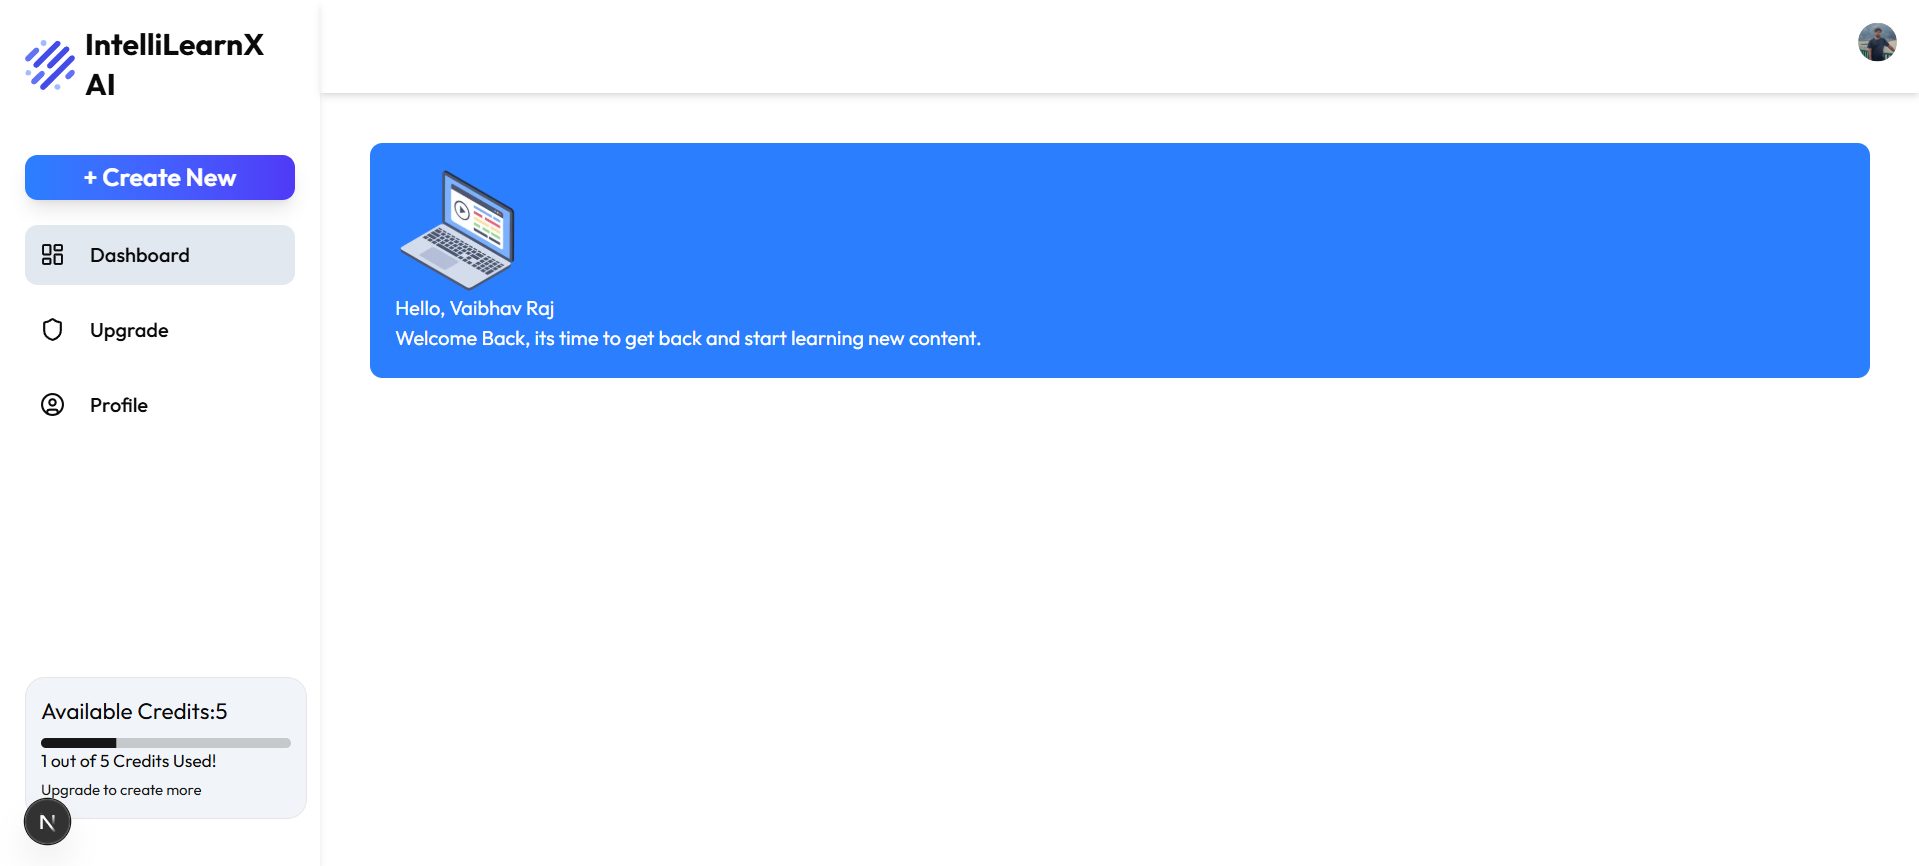 IntelliLearnX
AI
+ Create New
Dashboard
Upgrade
Profile
Hello, Vaibhav Raj
Welcome Back, its time to get back and start learning new content.
Available Credits:5
1 out of 5 Credits Used!
Upgrade to create more
N